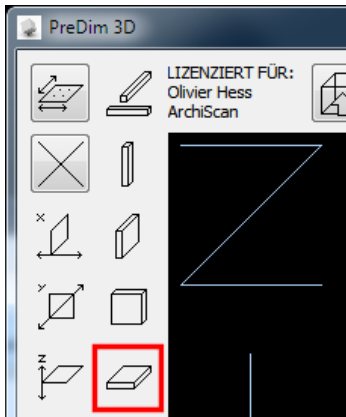 PreDim 3D
LIZENZIERT FÜR:
Olivier Hess
ArchiScan
X
Y
Z